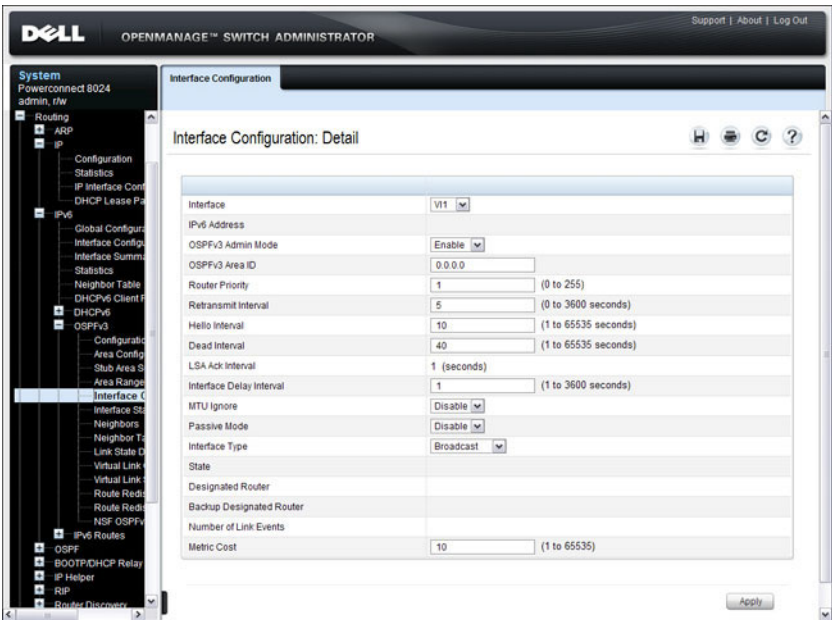 Support | About | Log Out
DELL OPENMANAGE™ SWITCH ADMINISTRATOR
System
Powerconnect 8024
admin, r/w
Routing
ARP
IP
Configuration
Statistics
IP Interface Conf
DHCP Lease Pa
IPv6
Global Configura
Interface Configu
Interface Summa
Statistics
Neighbor Table
DHCPv6 Client P
DHCPv6
OSPFv3
Configuratio
Area Config
Stub Area S
Area Range
Interface C
Interface Sta
Neighbors
Neighbor Ta
Link State D
Virtual Link
Virtual Link
Route Redis
Route Redis
NSF OSPFv
IPv6 Routes
OSPF
BOOTP/DHCP Relay
IP Helper
RIP
Router Discovery
Interface Configuration
Interface Configuration: Detail
Interface Vl1
IPv6 Address
OSPFv3 Admin Mode Enable
OSPFv3 Area ID 0.0.0.0
Router Priority 1 (0 to 255)
Retransmit Interval 5 (0 to 3600 seconds)
Hello Interval 10 (1 to 65535 seconds)
Dead Interval 40 (1 to 65535 seconds)
LSA Ack Interval 1 (seconds)
Interface Delay Interval 1 (1 to 3600 seconds)
MTU Ignore Disable
Passive Mode Disable
Interface Type Broadcast
State
Designated Router
Backup Designated Router
Number of Link Events
Metric Cost 10 (1 to 65535)
Apply